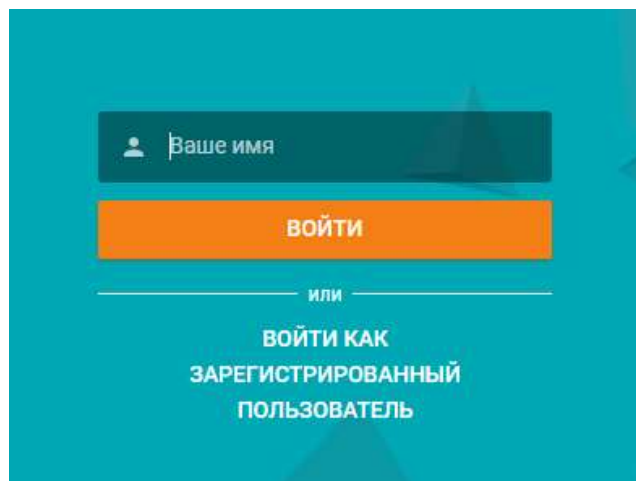 Ваше имя
ВОЙТИ
или
ВОЙТИ КАК
ЗАРЕГИСТРИРОВАННЫЙ
ПОЛЬЗОВАТЕЛЬ